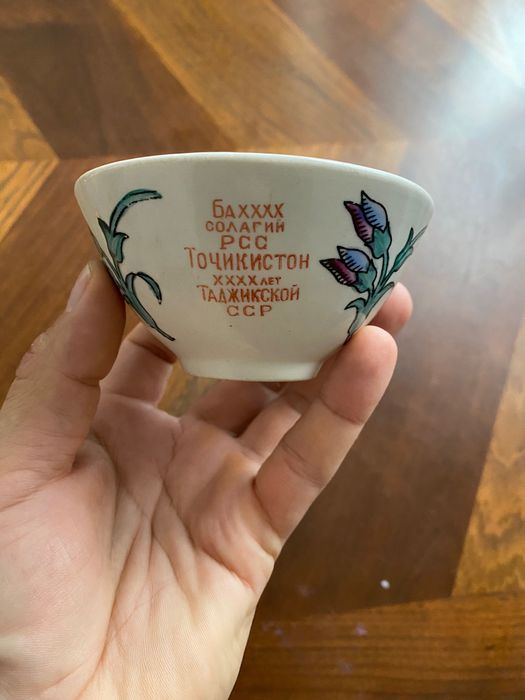 БА XXXX
СОЛАГИИ
РСС
ТОЧИКИСТОН
XXXX ЛЕТ
ТАДЖИКСКОЙ
ССР